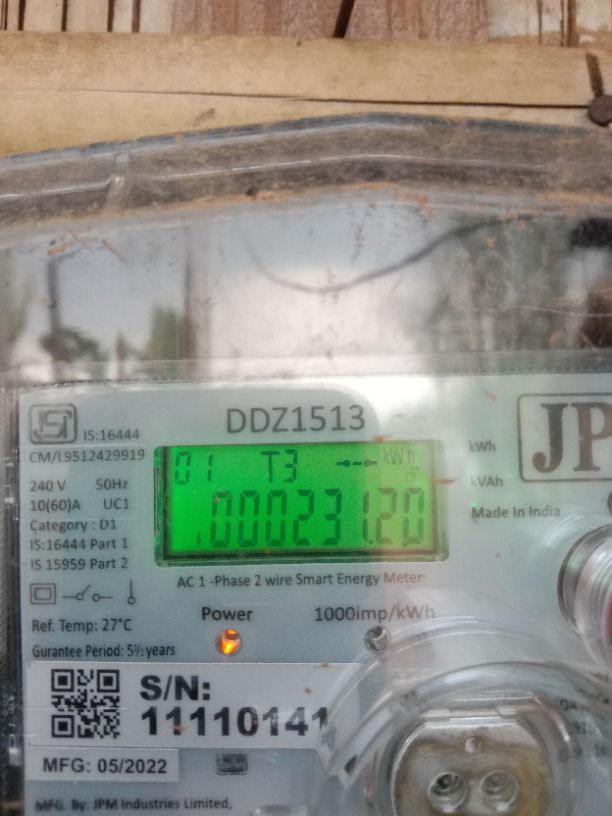 IS:16444
CM/L9512429919
DDZ1513
JP
240 V 50Hz
10(60)A UC1
Category : D1
IS:16444 Part 1
IS 15959 Part 2
01 T3 kWh
000231.20
kWh
kVAh
Made in India
AC 1 -Phase 2 wire Smart Energy Meter
Ref. Temp: 27°C
Power 1000imp/kWh
Gurantee Period: 5½ years
S/N:
11110141
MFG: 05/2022
MFG. By: JPM Industries Limited,